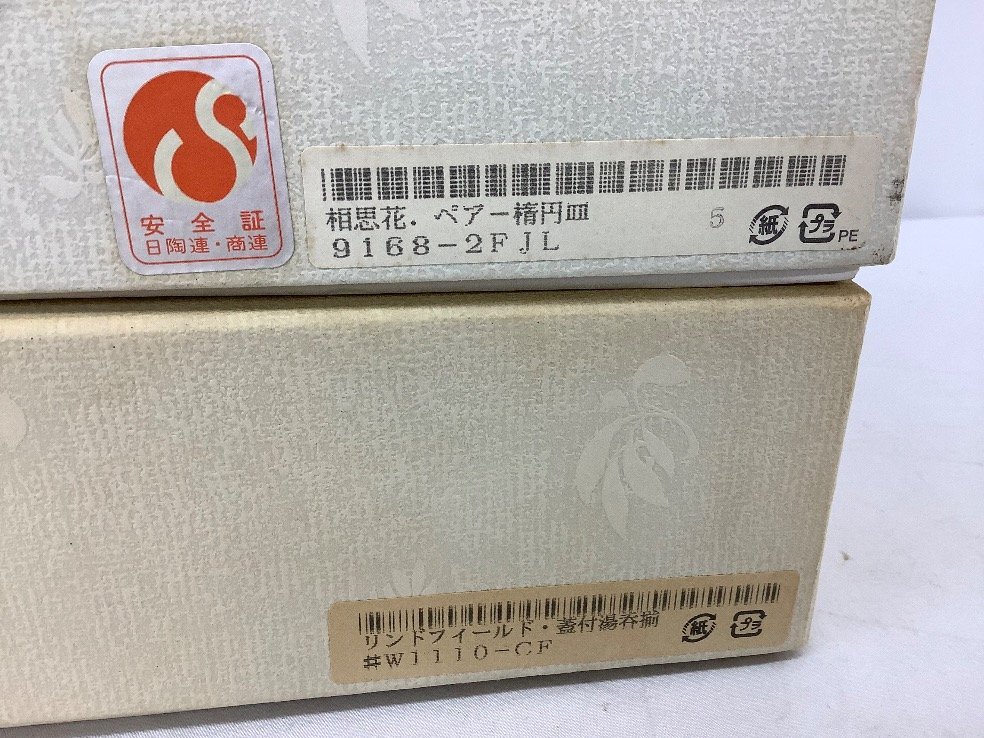 S
安全証
日陶連・商連
相思花.ペアー楕円皿 5
9168-2FJL
紙 プラ PE
リンドフィールド・蓋付湯呑揃
#W1110-CF
紙 プラ